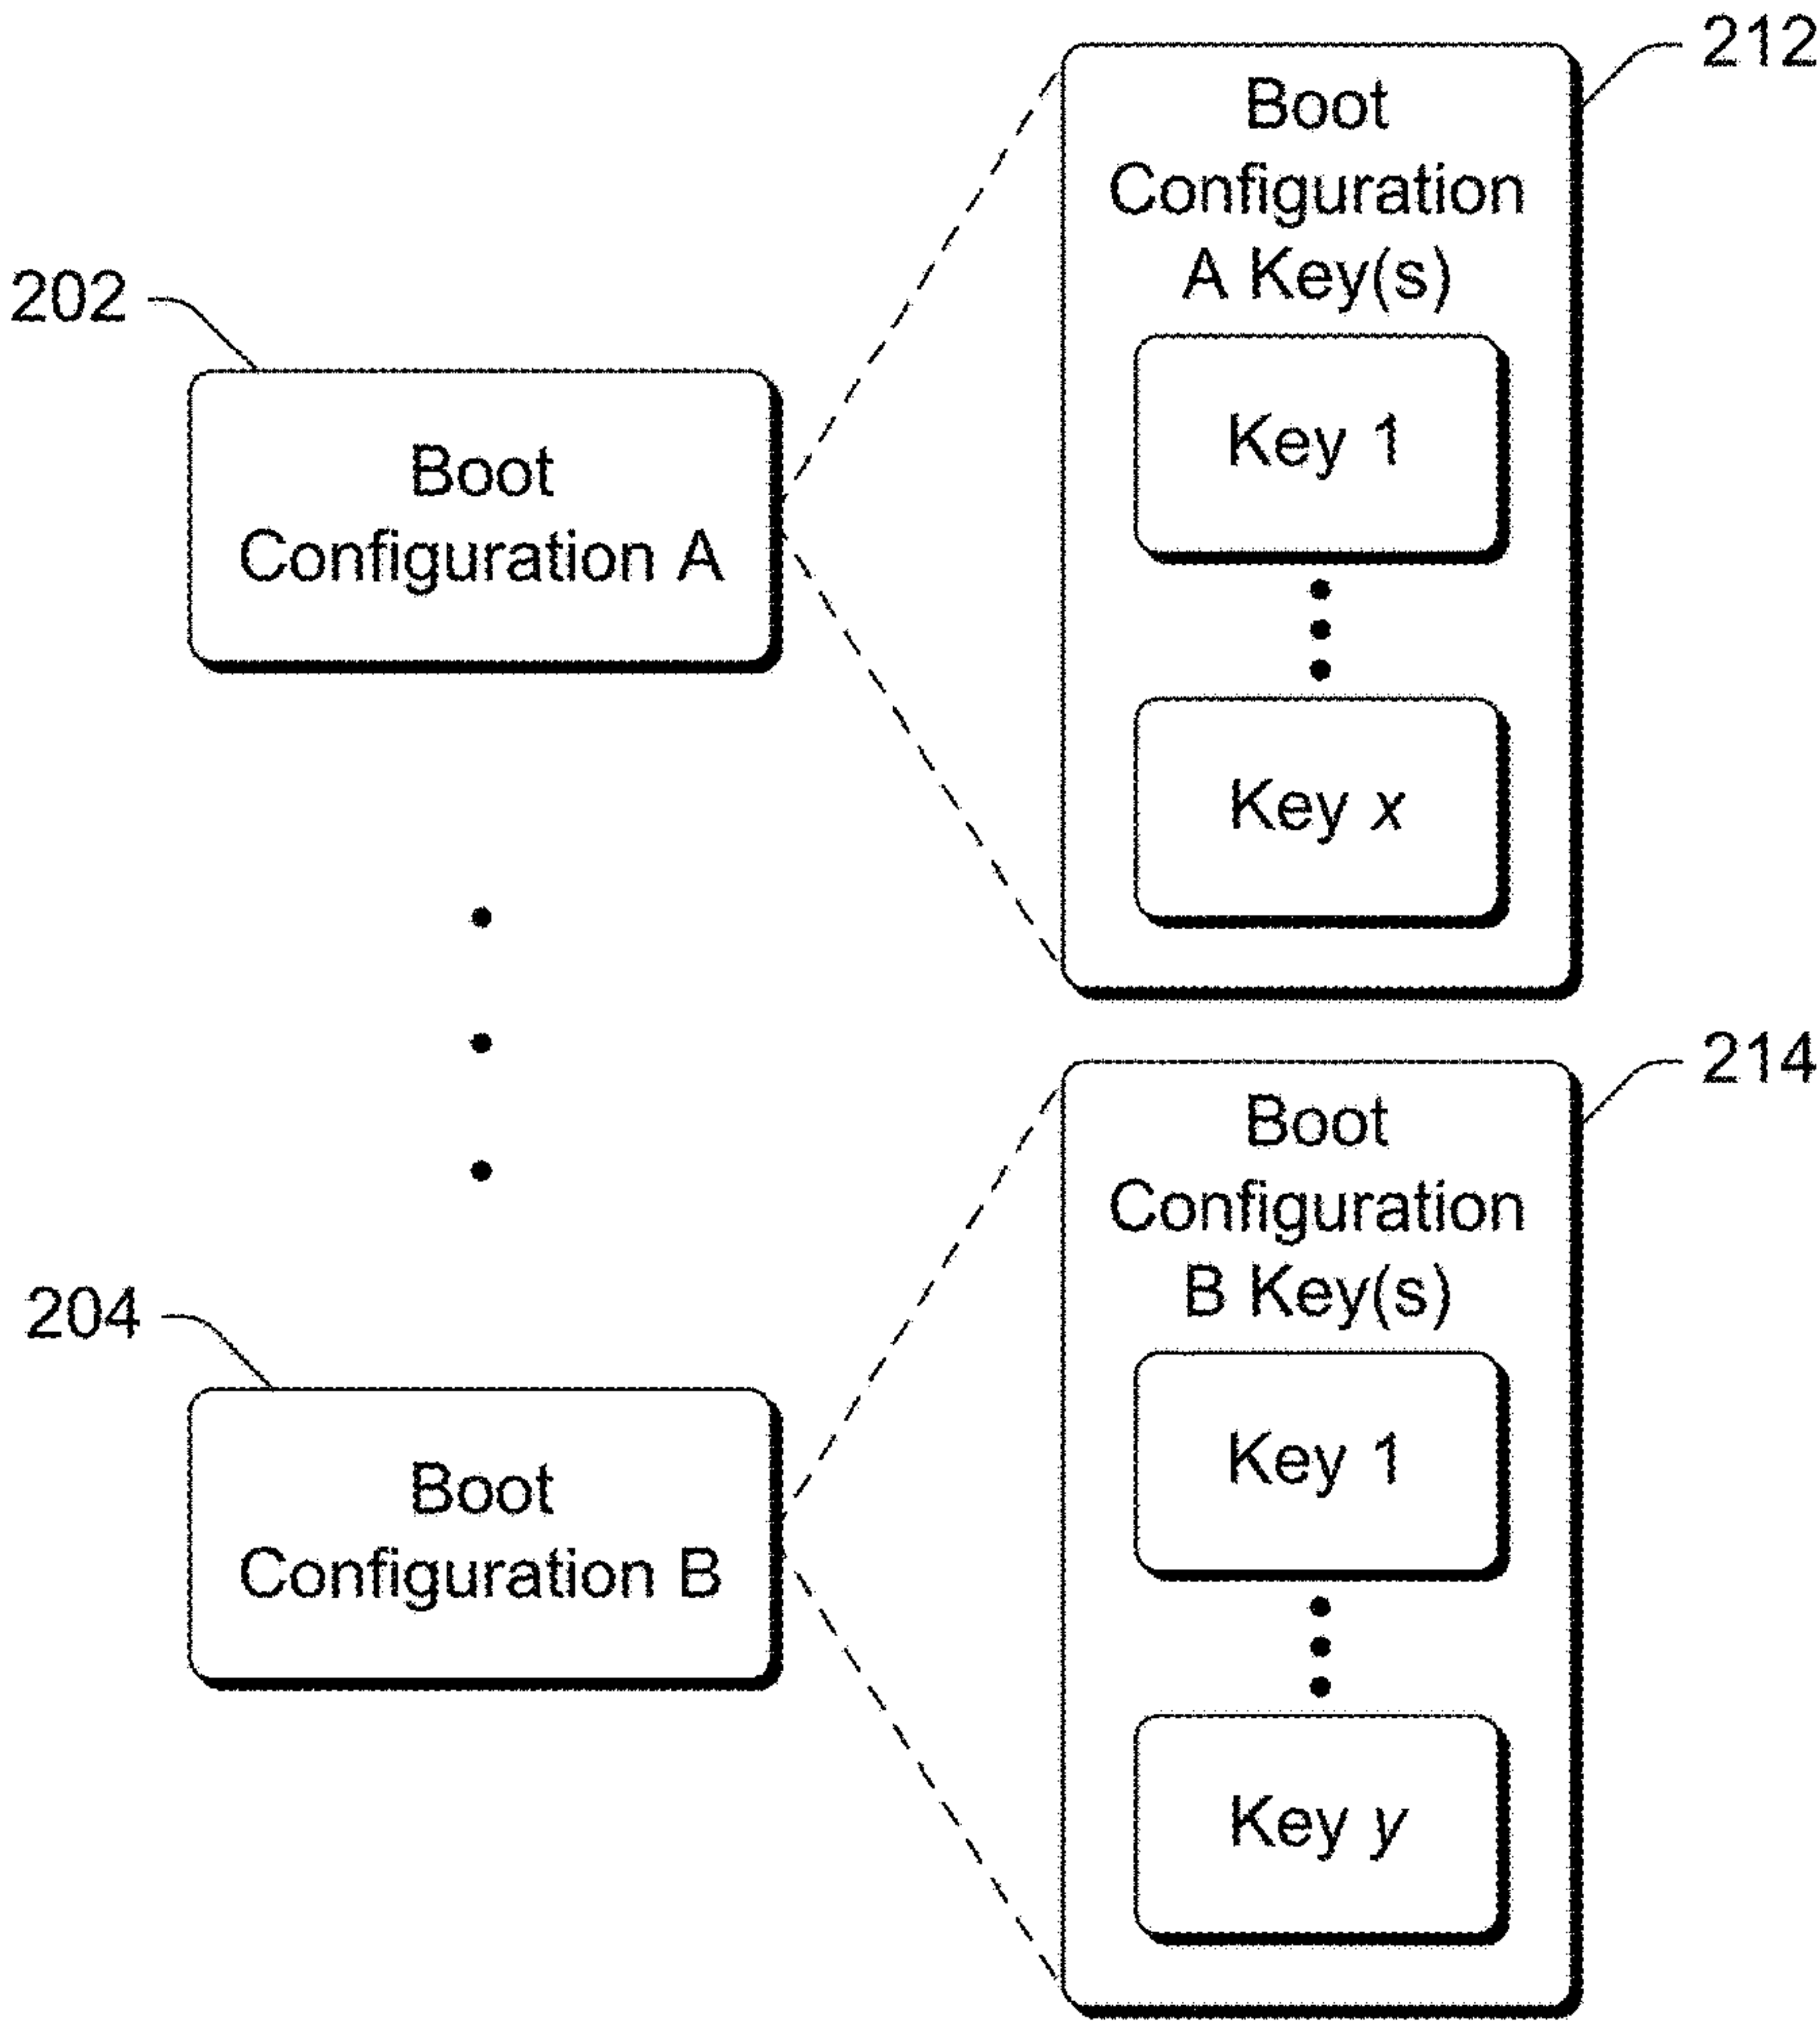 212
Boot
Configuration
A Key(s)
202
Key 1
Boot
Configuration A
Key x
214
Boot
Configuration
B Key(s)
204
Key 1
Boot
Configuration B
Key y